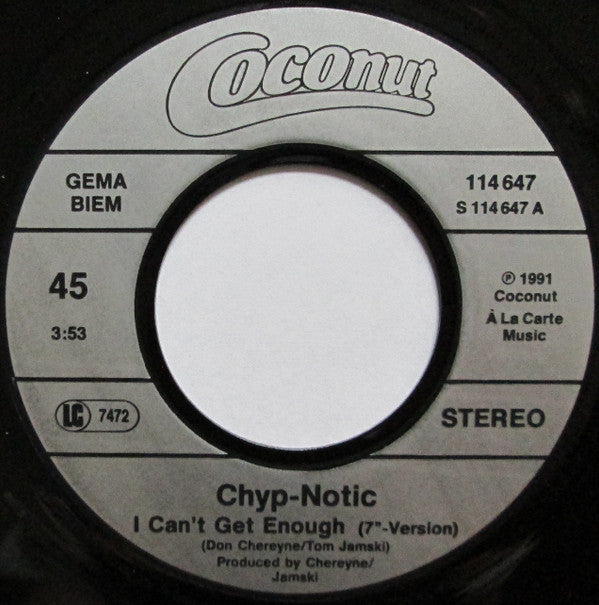 Coconut
GEMA
BIEM
114 647
S 114 647 A
45
3:53
℗ 1991
Coconut
À La Carte
Music
LC 7472
STEREO
Chyp-Notic
I Can't Get Enough (7"-Version)
(Don Chereyne/Tom Jamski)
Produced by Chereyne/
Jamski